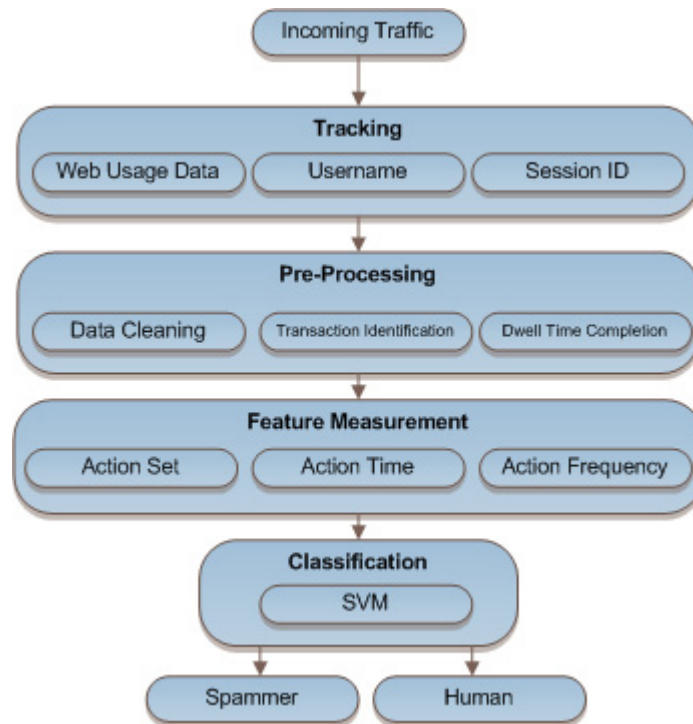 Incoming Traffic
Tracking
Web Usage Data
Username
Session ID
Pre-Processing
Data Cleaning
Transaction Identification
Dwell Time Completion
Feature Measurement
Action Set
Action Time
Action Frequency
Classification
SVM
Spammer
Human